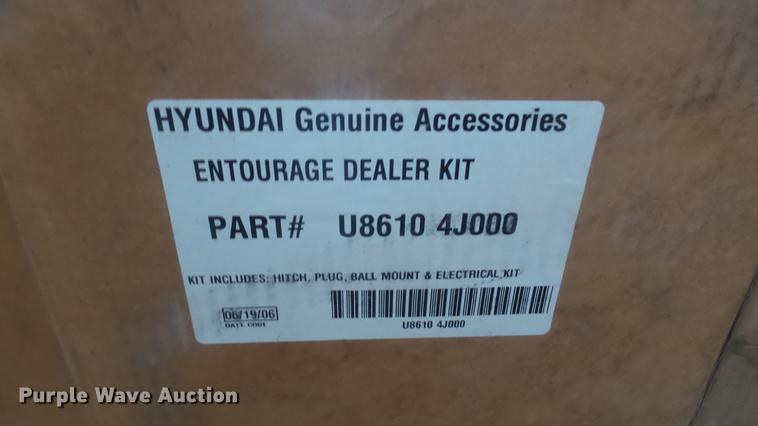 HYUNDAI Genuine Accessories
ENTOURAGE DEALER KIT
PART# U8610 4J000
KIT INCLUDES: HITCH, PLUG, BALL MOUNT & ELECTRICAL KIT
06/19/06
DATE CODE
U8610 4J000
Purple Wave Auction